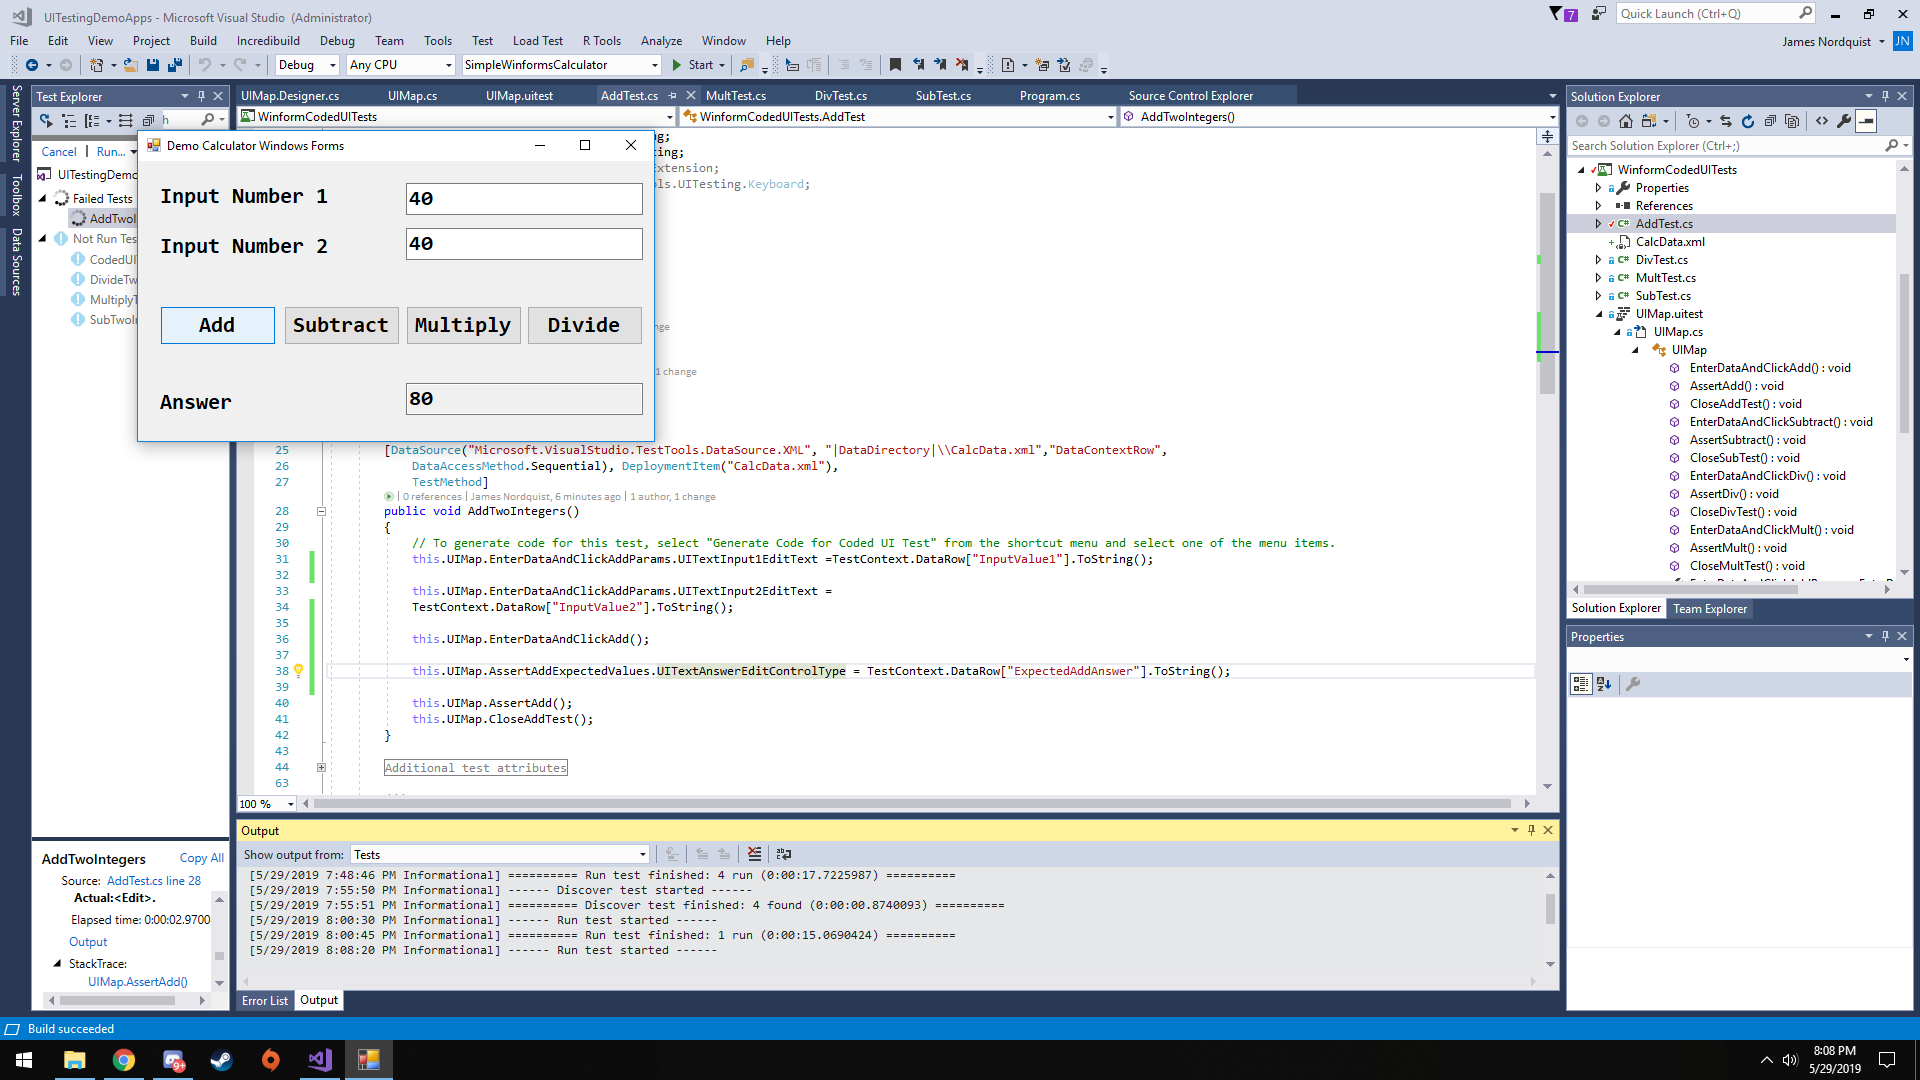 UITestingDemoApps - Microsoft Visual Studio (Administrator)
7
Quick Launch (Ctrl+Q)
File Edit View Project Build Incredibuild Debug Team Tools Test Load Test R Tools Analyze Window Help
James Nordquist
JN
Debug
Any CPU
SimpleWinformsCalculator
Start
Server Explorer
Toolbox
Data Sources
Test Explorer
Cancel | Run...
UITestingDemo
Failed Tests
AddTwoI
Not Run Tes
CodedUI
DivideTw
MultiplyT
SubTwoIn
UIMap.Designer.cs UIMap.cs UIMap.uitest AddTest.cs MultTest.cs DivTest.cs SubTest.cs Program.cs Source Control Explorer
WinformCodedUITests
WinformCodedUITests.AddTest
AddTwoIntegers()
Demo Calculator Windows Forms
Input Number 1
40
Input Number 2
40
Add Subtract Multiply Divide
Answer
80
ng;
ting;
Extension;
ls.UITesting.Keyboard;
1 change
25 [DataSource("Microsoft.VisualStudio.TestTools.DataSource.XML", "|DataDirectory|\\CalcData.xml","DataContextRow",
26 DataAccessMethod.Sequential), DeploymentItem("CalcData.xml"),
27 TestMethod]
0 references | James Nordquist, 6 minutes ago | 1 author, 1 change
28 public void AddTwoIntegers()
29 {
30 // To generate code for this test, select "Generate Code for Coded UI Test" from the shortcut menu and select one of the menu items.
31 this.UIMap.EnterDataAndClickAddParams.UITextInput1EditText =TestContext.DataRow["InputValue1"].ToString();
32
33 this.UIMap.EnterDataAndClickAddParams.UITextInput2EditText =
34 TestContext.DataRow["InputValue2"].ToString();
35
36 this.UIMap.EnterDataAndClickAdd();
37
38 this.UIMap.AssertAddExpectedValues.UITextAnswerEditControlType = TestContext.DataRow["ExpectedAddAnswer"].ToString();
39
40 this.UIMap.AssertAdd();
41 this.UIMap.CloseAddTest();
42 }
43
44 Additional test attributes
63
100 %
Output
Show output from: Tests
[5/29/2019 7:48:46 PM Informational] ========== Run test finished: 4 run (0:00:17.7225987) ==========
[5/29/2019 7:55:50 PM Informational] ------ Discover test started ------
[5/29/2019 7:55:51 PM Informational] ========== Discover test finished: 4 found (0:00:00.8740093) ==========
[5/29/2019 8:00:30 PM Informational] ------ Run test started ------
[5/29/2019 8:00:45 PM Informational] ========== Run test finished: 1 run (0:00:15.0690424) ==========
[5/29/2019 8:08:20 PM Informational] ------ Run test started ------
Error List Output
AddTwoIntegers Copy All
Source: AddTest.cs line 28
Actual:<Edit>.
Elapsed time: 0:00:02.9700
Output
StackTrace:
UIMap.AssertAdd()
Solution Explorer
Search Solution Explorer (Ctrl+;)
WinformCodedUITests
Properties
References
AddTest.cs
CalcData.xml
DivTest.cs
MultTest.cs
SubTest.cs
UIMap.uitest
UIMap.cs
UIMap
EnterDataAndClickAdd() : void
AssertAdd() : void
CloseAddTest() : void
EnterDataAndClickSubtract() : void
AssertSubtract() : void
CloseSubTest() : void
EnterDataAndClickDiv() : void
AssertDiv() : void
CloseDivTest() : void
EnterDataAndClickMult() : void
AssertMult() : void
CloseMultTest() : void
Solution Explorer Team Explorer
Properties
Build succeeded
9+
8:08 PM
5/29/2019